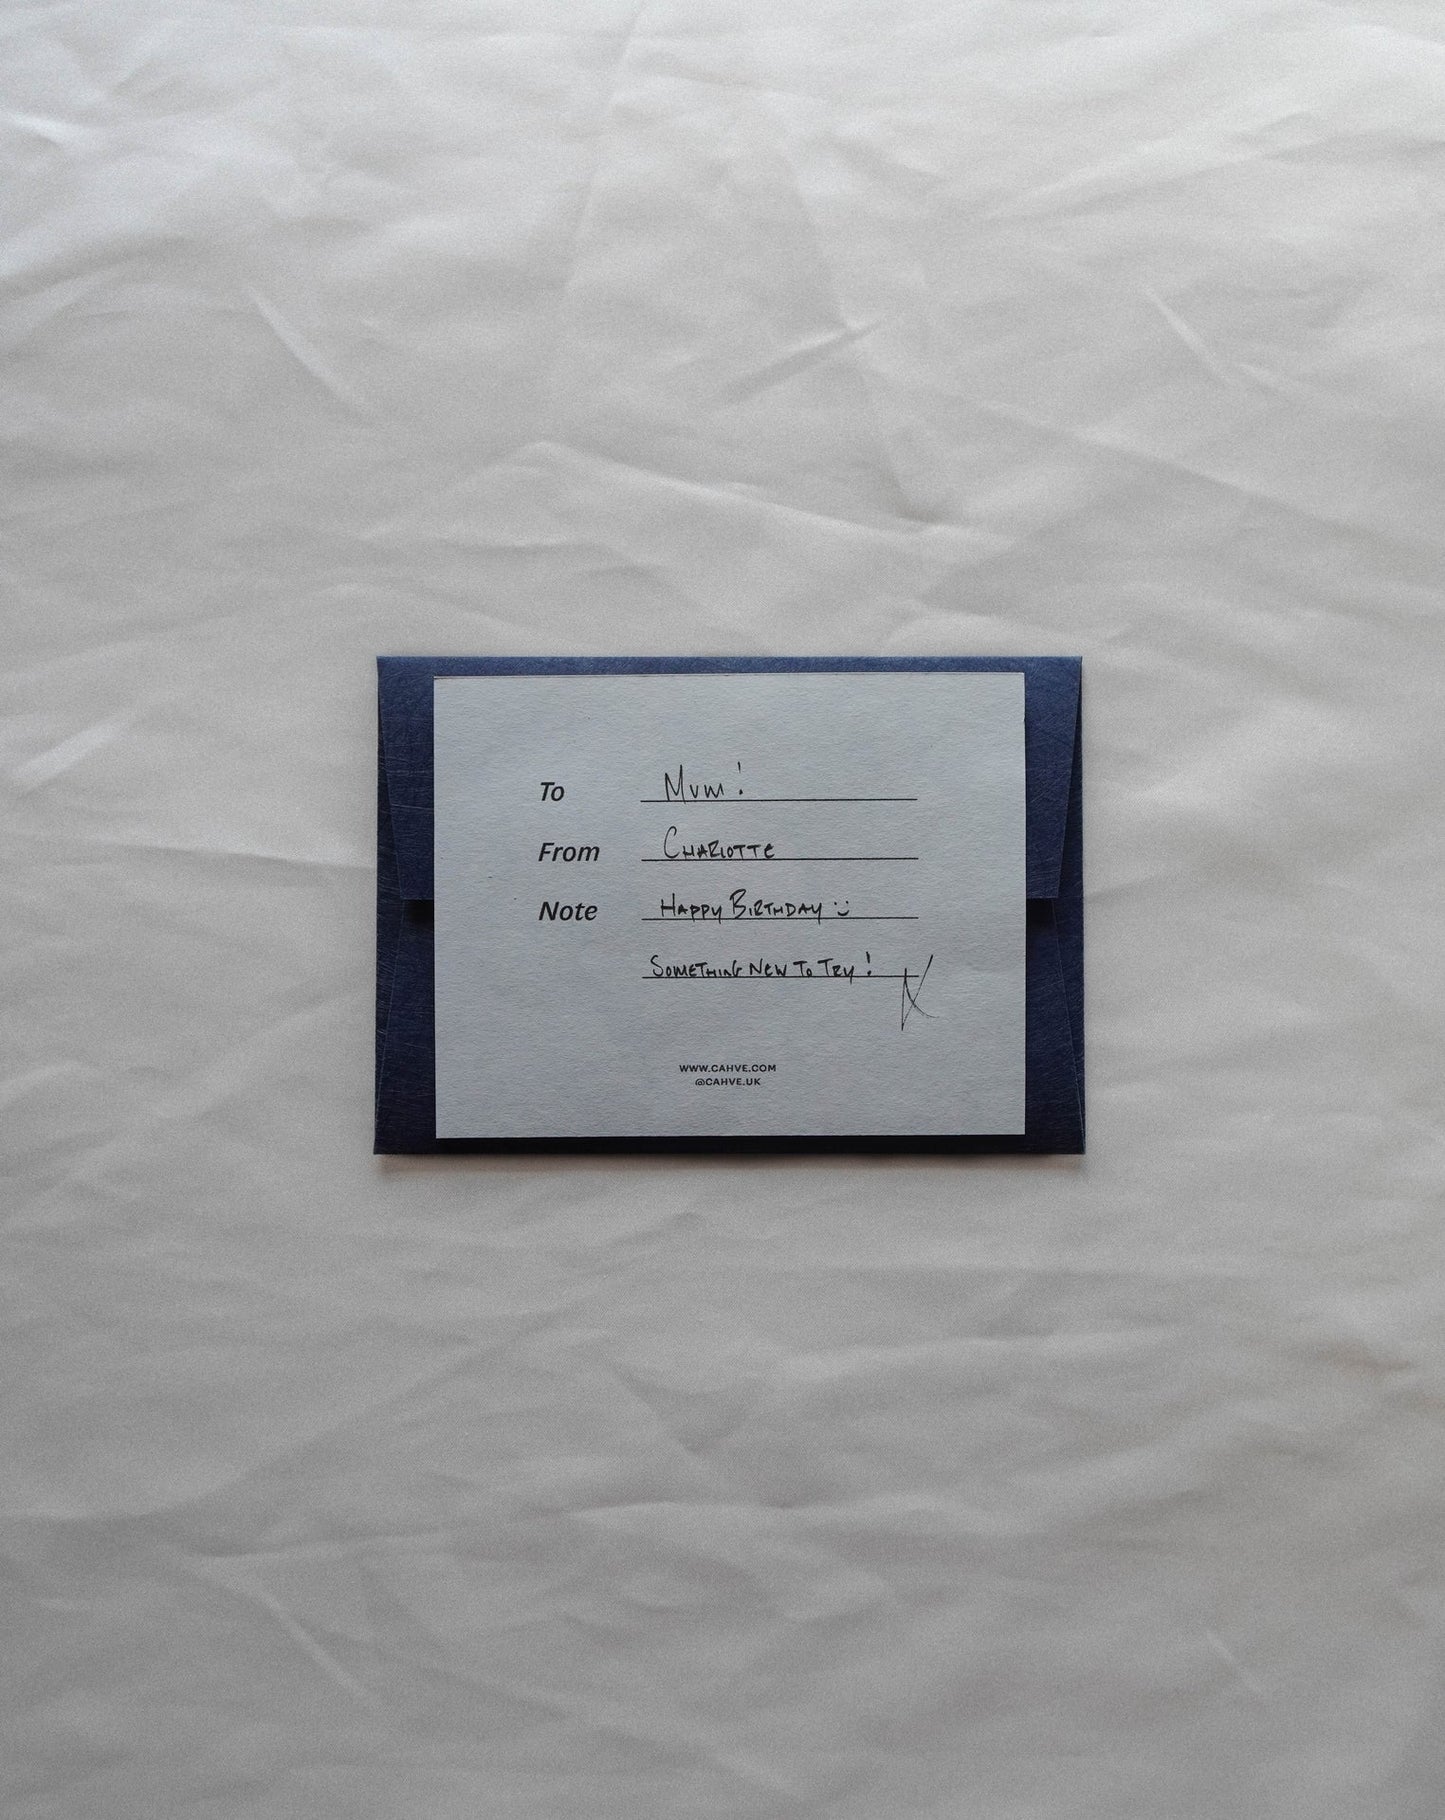 To Mum!
From Charlotte
Note Happy Birthday :)
Something New To Try! X
WWW.CAHVE.COM
@CAHVE.UK